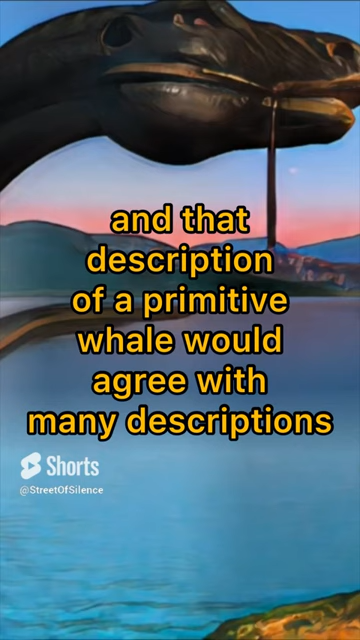 and that
description
of a primitive
whale would
agree with
many descriptions
Shorts
@StreetOfSilence